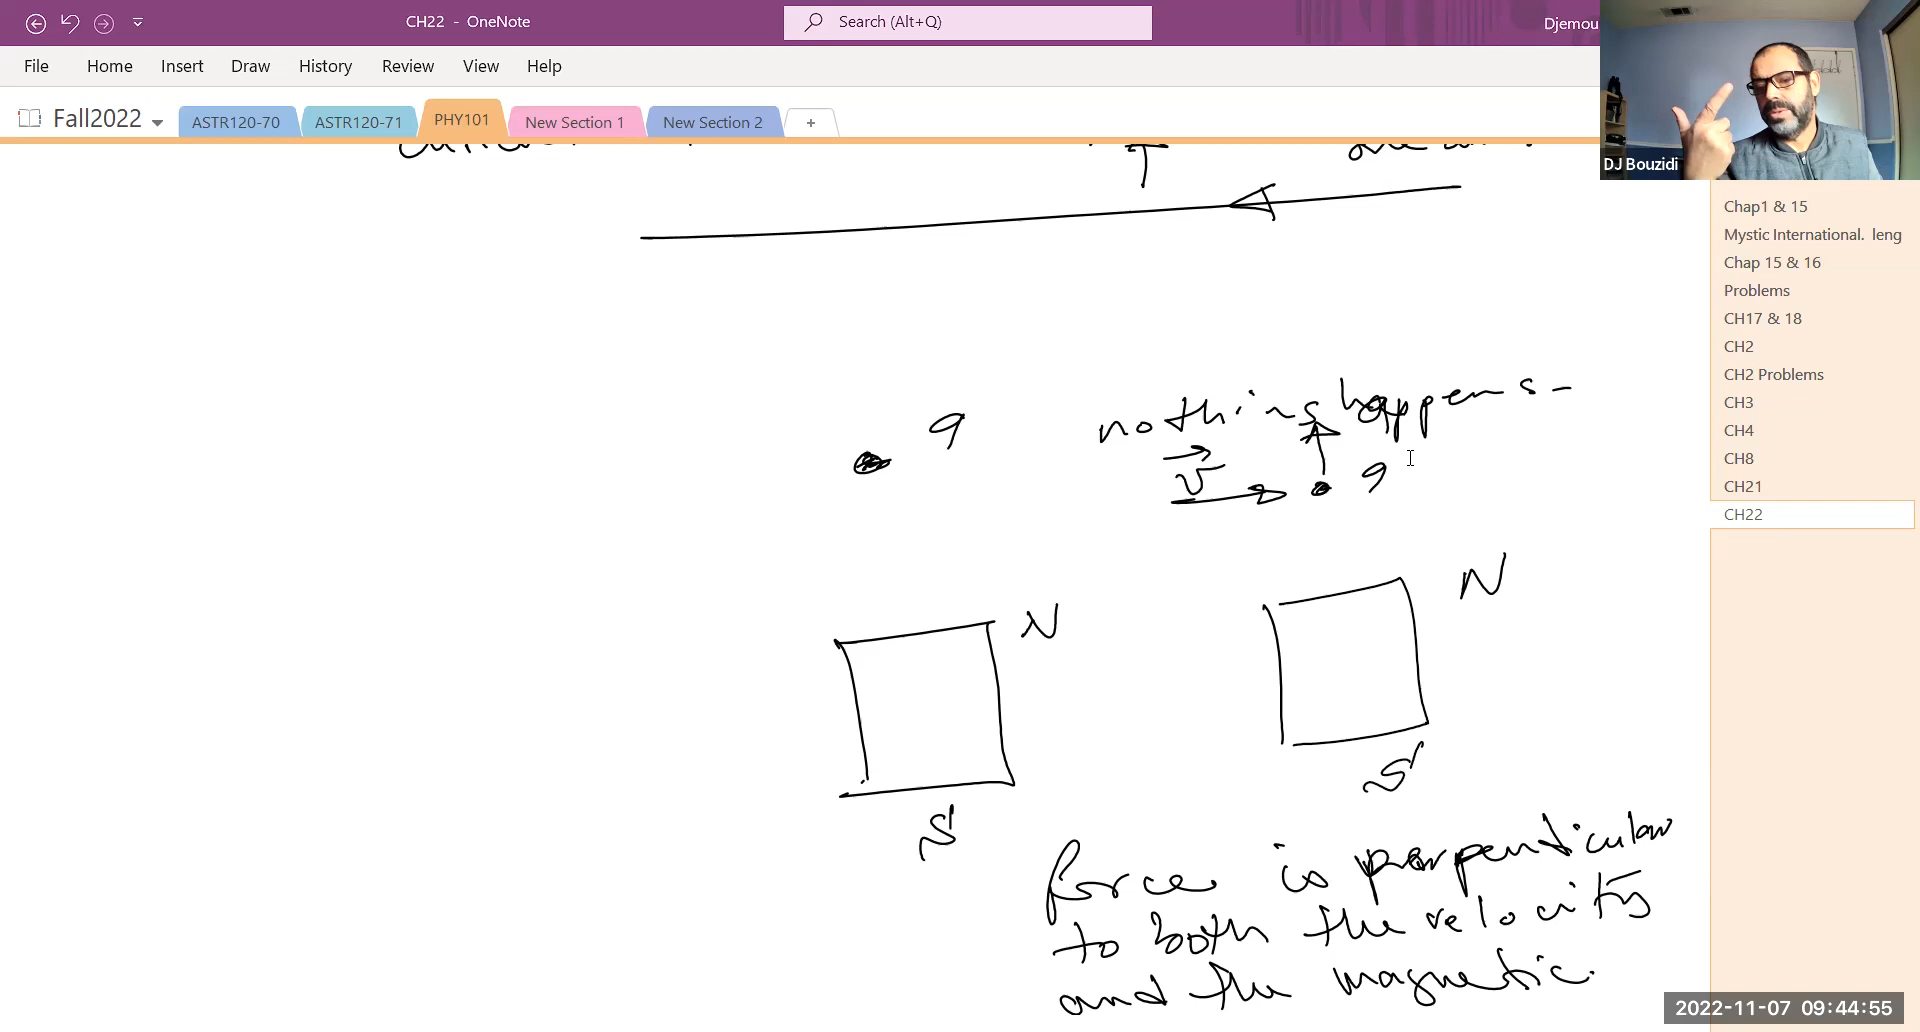 CH22 - OneNote
Search (Alt+Q)
Djemou
File Home Insert Draw History Review View Help
Fall2022
ASTR120-70
ASTR120-71
PHY101
New Section 1
New Section 2
+
DJ Bouzidi
Chap1 & 15
Mystic International. leng
Chap 15 & 16
Problems
CH17 & 18
CH2
CH2 Problems
CH3
CH4
CH8
CH21
CH22
q
nothing happens -
v
q
N
N
S
S
force is perpendicular
to both the velocity
and the magnetic
2022-11-07 09:44:55